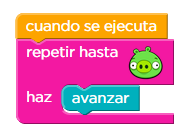 cuando se ejecuta
repetir hasta
haz avanzar